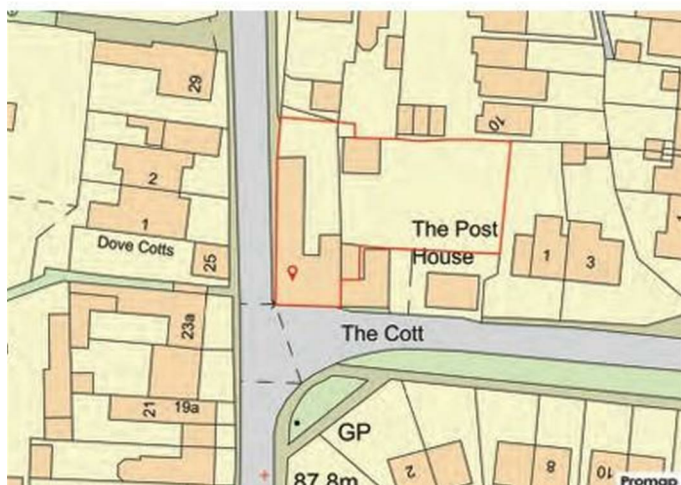 29
2
1
Dove Cotts
25
10
The Post
House
1
3
The Cott
23a
21
19a
GP
87.8m
2
8
10
Promap